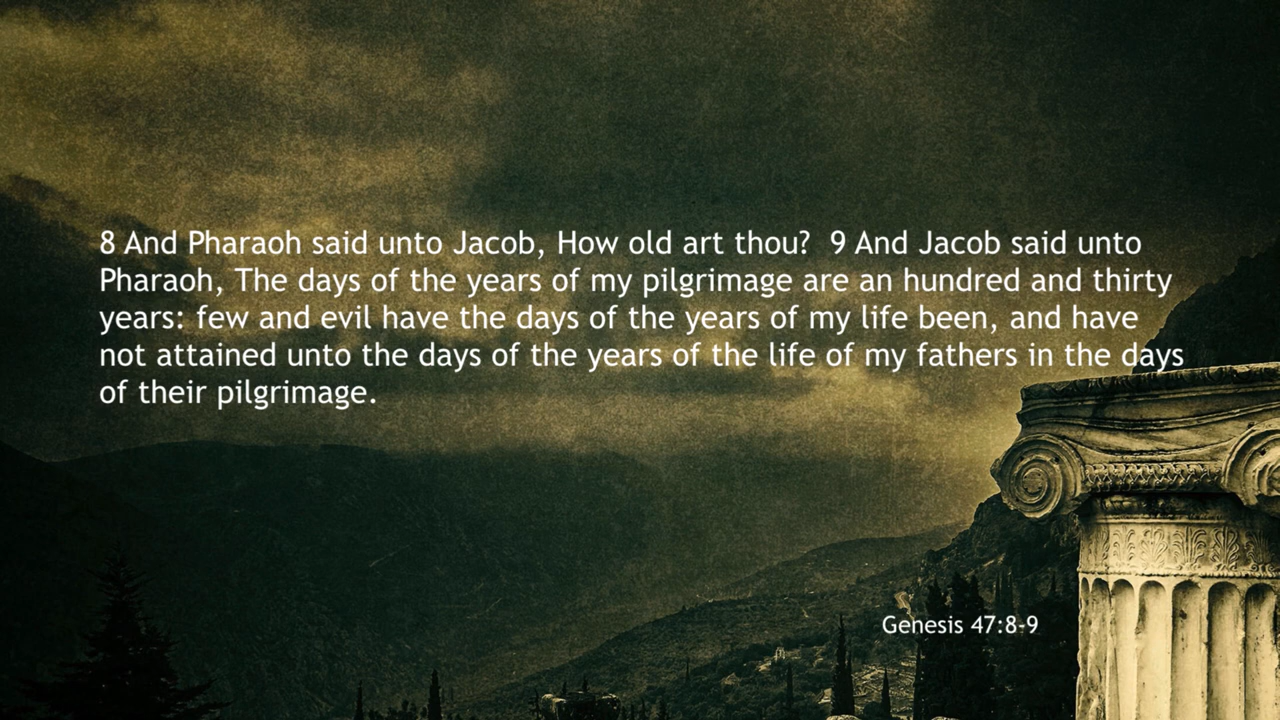 8 And Pharaoh said unto Jacob, How old art thou?  9 And Jacob said unto
Pharaoh, The days of the years of my pilgrimage are an hundred and thirty
years: few and evil have the days of the years of my life been, and have
not attained unto the days of the years of the life of my fathers in the days
of their pilgrimage.
Genesis 47:8-9